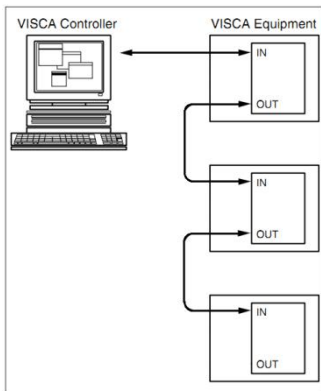 VISCA Controller
VISCA Equipment
IN
OUT
IN
OUT
IN
OUT